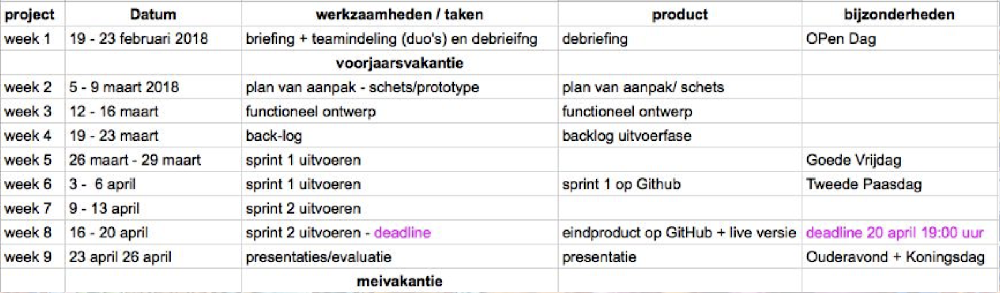 project Datum werkzaamheden / taken product bijzonderheden
week 1 19 - 23 februari 2018 briefing + teamindeling (duo's) en debrieifng debriefing OPen Dag
voorjaarsvakantie
week 2 5 - 9 maart 2018 plan van aanpak - schets/prototype plan van aanpak/ schets
week 3 12 - 16 maart functioneel ontwerp functioneel ontwerp
week 4 19 - 23 maart back-log backlog uitvoerfase
week 5 26 maart - 29 maart sprint 1 uitvoeren Goede Vrijdag
week 6 3 - 6 april sprint 1 uitvoeren sprint 1 op Github Tweede Paasdag
week 7 9 - 13 april sprint 2 uitvoeren
week 8 16 - 20 april sprint 2 uitvoeren - deadline eindproduct op GitHub + live versie deadline 20 april 19:00 uur
week 9 23 april 26 april presentaties/evaluatie presentatie Ouderavond + Koningsdag
meivakantie